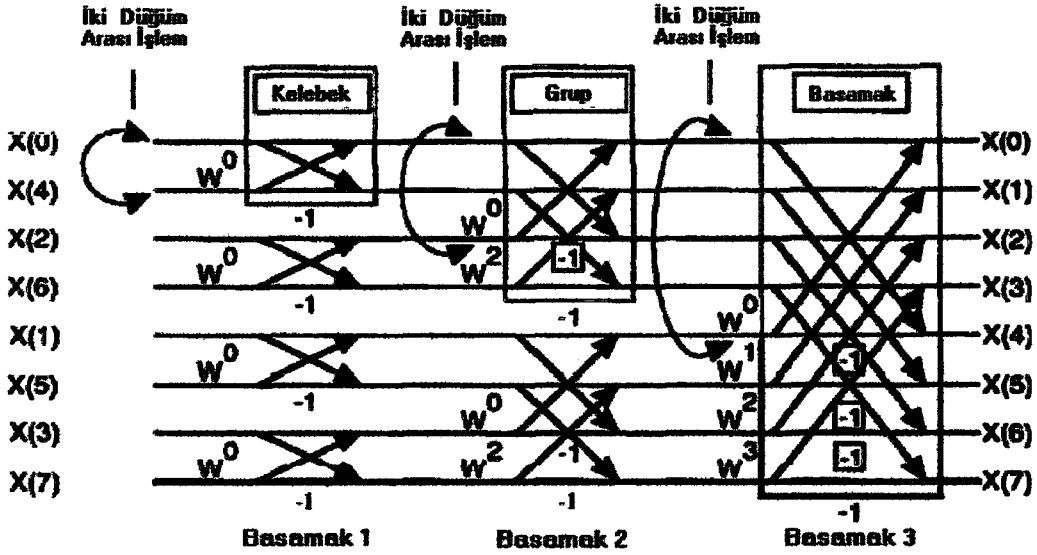 İki Düğüm
Arası İşlem
İki Düğüm
Arası İşlem
İki Düğüm
Arası İşlem
Kelebek
Grup
Basamak
X(0)
X(0)
W0
X(4)
X(1)
-1
W0
X(2)
X(2)
W0
W2
-1
X(6)
X(3)
-1
-1
W0
X(1)
X(4)
W0
W1
-1
X(5)
X(5)
-1
W0
W2
-1
X(3)
X(6)
W0
W2
-1
W3
-1
X(7)
X(7)
-1
-1
-1
Basamak 1
Basamak 2
Basamak 3